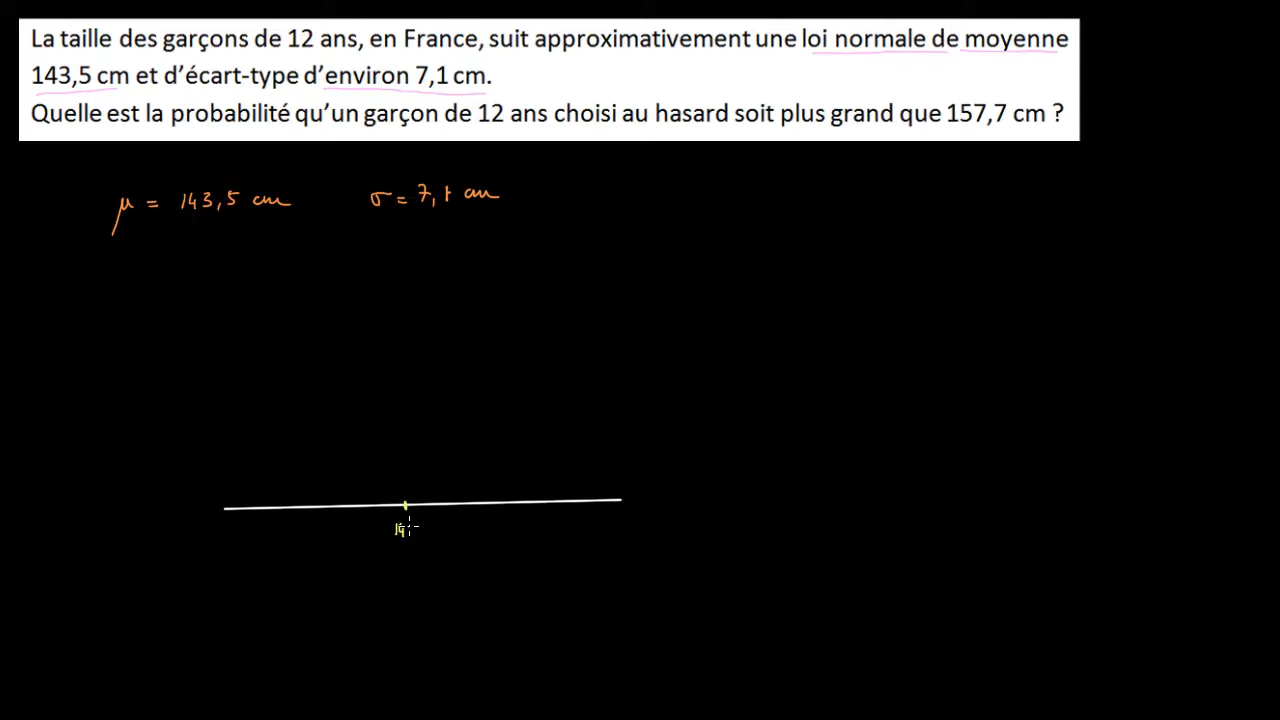 La taille des garçons de 12 ans, en France, suit approximativement une loi normale de moyenne
143,5 cm et d’écart-type d’environ 7,1 cm.
Quelle est la probabilité qu’un garçon de 12 ans choisi au hasard soit plus grand que 157,7 cm ?
μ = 143,5 cm σ = 7,1 cm
14